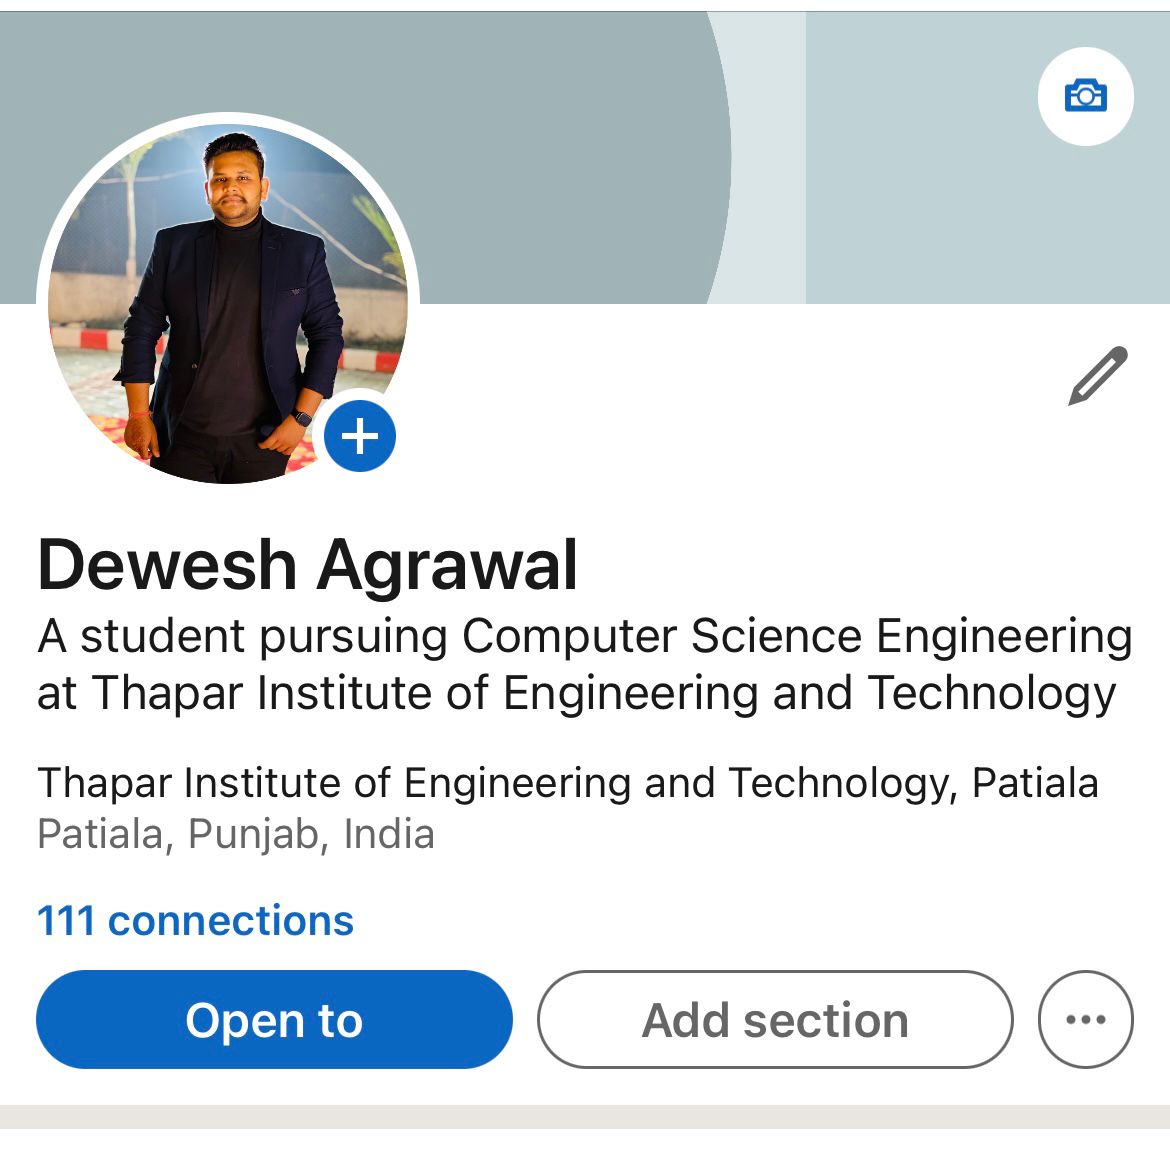 Dewesh Agrawal
A student pursuing Computer Science Engineering
at Thapar Institute of Engineering and Technology
Thapar Institute of Engineering and Technology, Patiala
Patiala, Punjab, India
111 connections
Open to
Add section